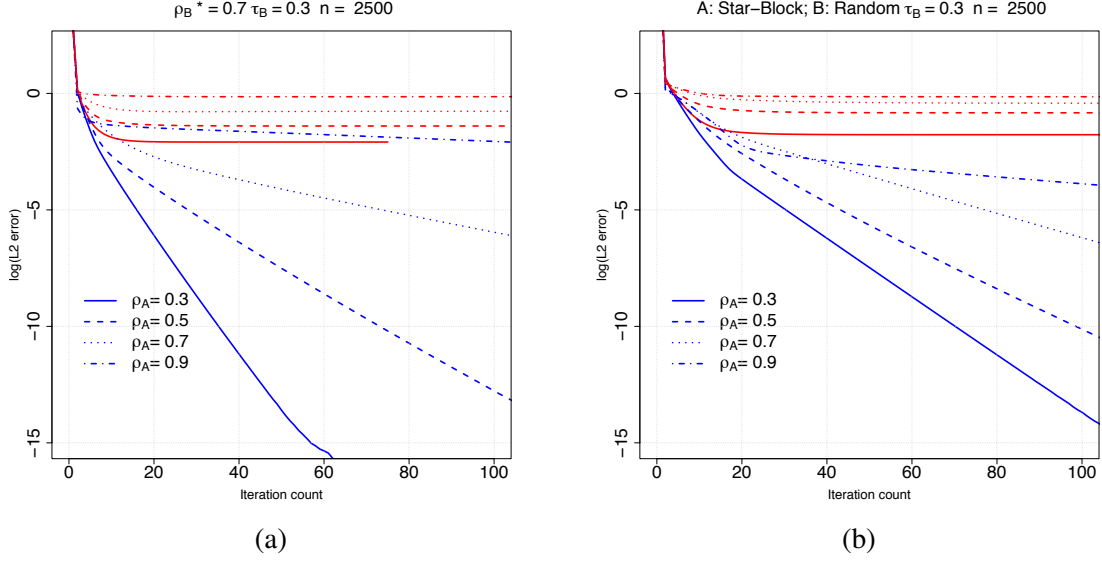 ρB * = 0.7 τB = 0.3 n = 2500
log(L2 error)
0
−5
−10
−15
ρA= 0.3
ρA= 0.5
ρA= 0.7
ρA= 0.9
0 20 40 60 80 100
Iteration count
(a)
A: Star−Block; B: Random τB = 0.3 n = 2500
log(L2 error)
0
−5
−10
−15
ρA= 0.3
ρA= 0.5
ρA= 0.7
ρA= 0.9
0 20 40 60 80 100
Iteration count
(b)